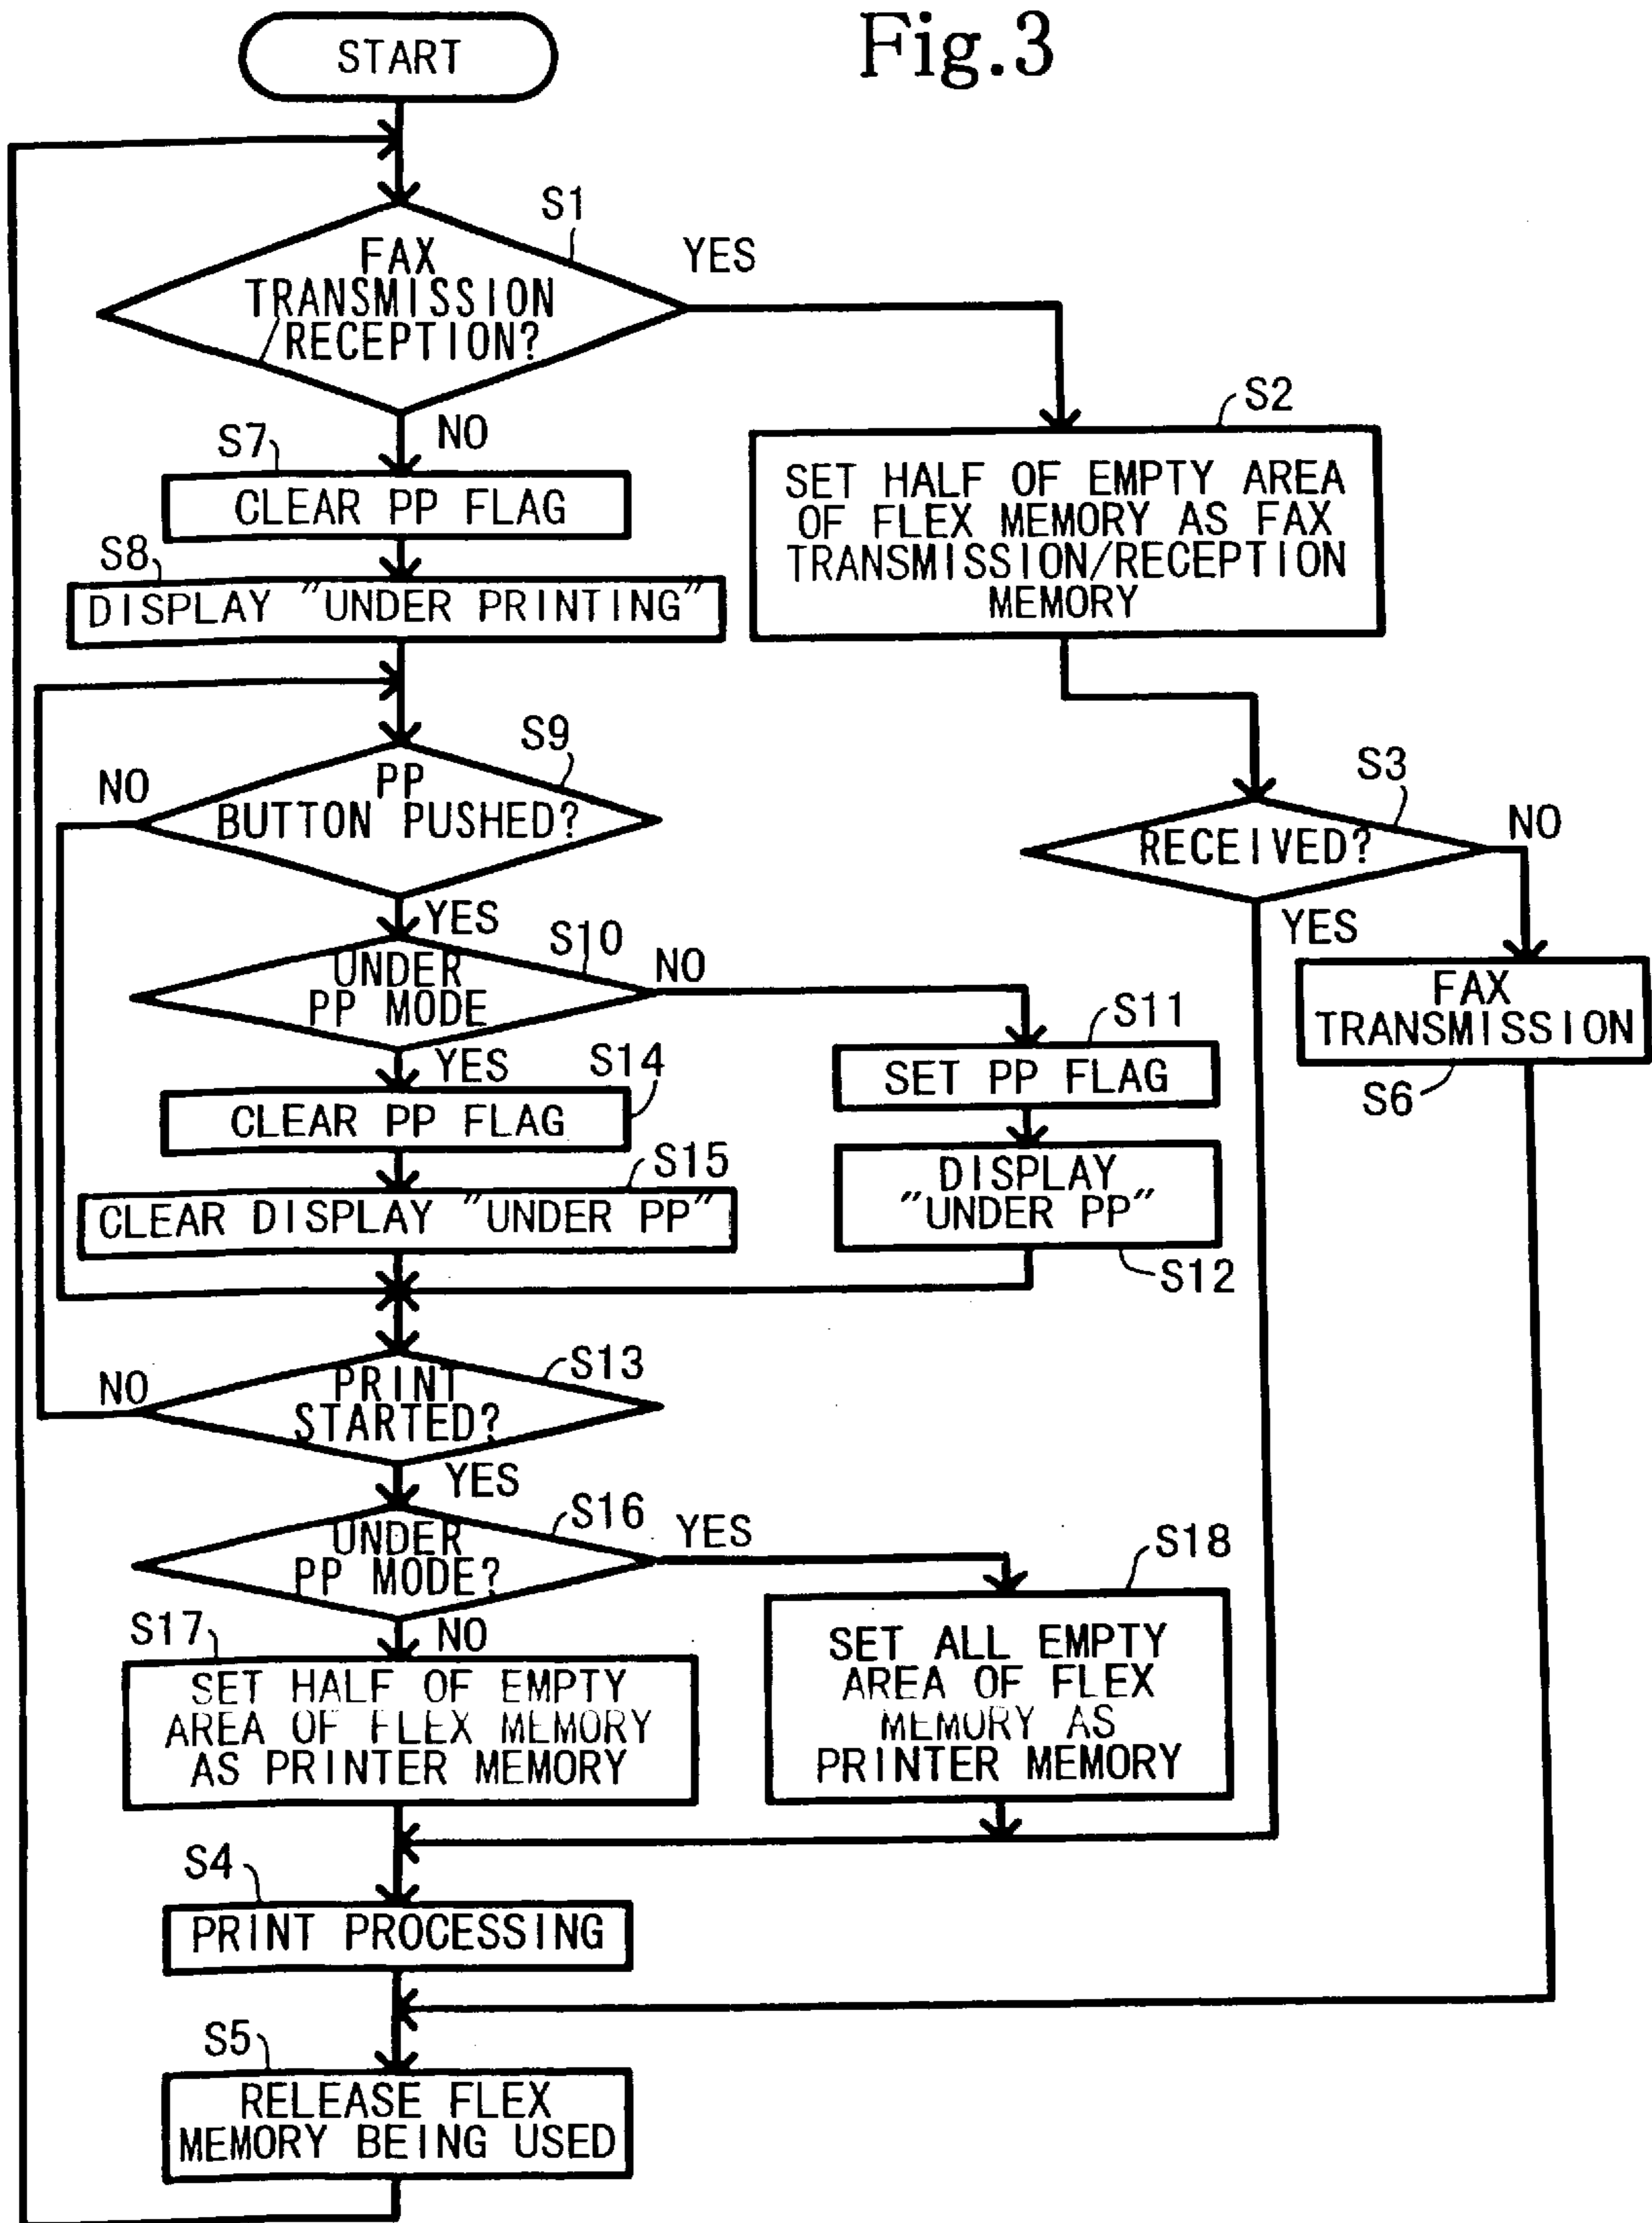 Fig.3
START
S1
FAX
TRANSMISSION
/RECEPTION?
YES
NO
S2
SET HALF OF EMPTY AREA
OF FLEX MEMORY AS FAX
TRANSMISSION/RECEPTION
MEMORY
S7
CLEAR PP FLAG
S8
DISPLAY "UNDER PRINTING"
S9
PP
BUTTON PUSHED?
NO
YES
S3
RECEIVED?
NO
YES
S10
UNDER
PP MODE
NO
YES
FAX
TRANSMISSION
S6
S11
SET PP FLAG
S14
CLEAR PP FLAG
DISPLAY
"UNDER PP"
S12
S15
CLEAR DISPLAY "UNDER PP"
S13
PRINT
STARTED?
NO
YES
S16
UNDER
PP MODE?
YES
NO
S18
SET ALL EMPTY
AREA OF FLEX
MEMORY AS
PRINTER MEMORY
S17
SET HALF OF EMPTY
AREA OF FLEX MEMORY
AS PRINTER MEMORY
S4
PRINT PROCESSING
S5
RELEASE FLEX
MEMORY BEING USED